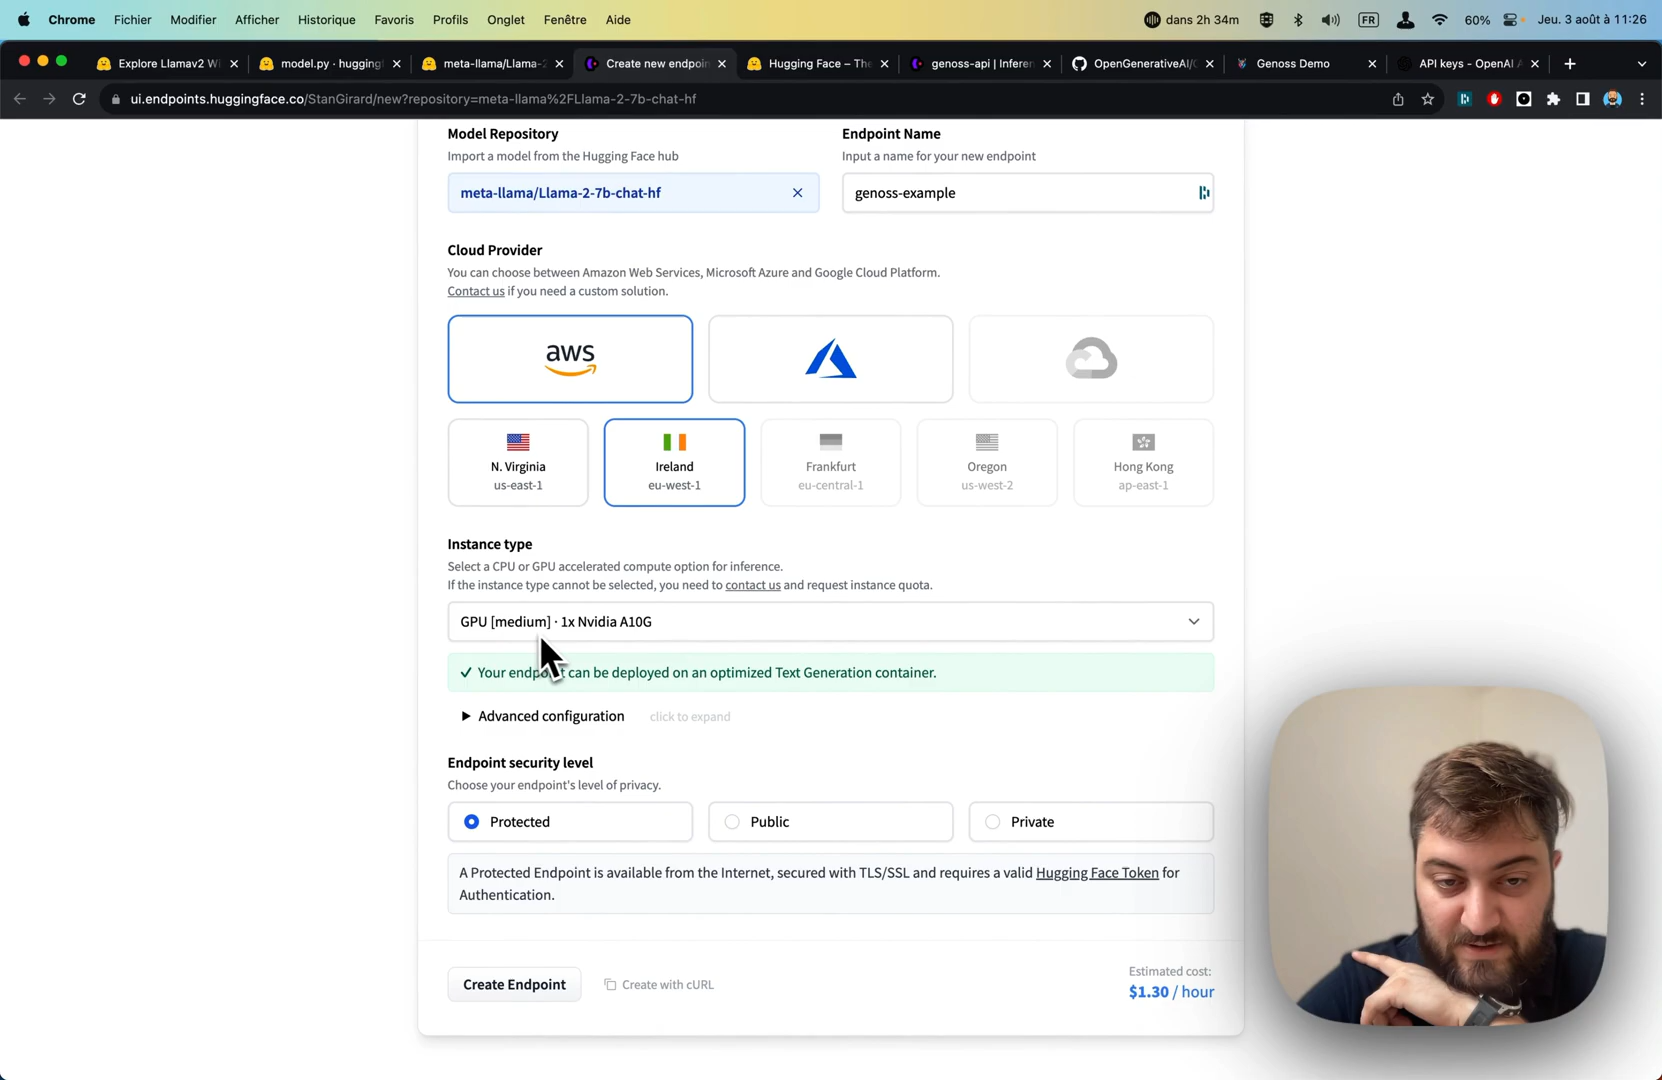 Chrome Fichier Modifier Afficher Historique Favoris Profils Onglet Fenêtre Aide dans 2h 34m FR 60% Jeu. 3 août à 11:26
Explore Llamav2 Wi model.py · hugging meta-llama/Llama-2 Create new endpoin Hugging Face – The genoss-api | Inferen OpenGenerativeAI/ Genoss Demo API keys - OpenAI A
ui.endpoints.huggingface.co/StanGirard/new?repository=meta-llama%2FLlama-2-7b-chat-hf
Model Repository Endpoint Name
Import a model from the Hugging Face hub Input a name for your new endpoint
meta-llama/Llama-2-7b-chat-hf genoss-example
Cloud Provider
You can choose between Amazon Web Services, Microsoft Azure and Google Cloud Platform.
Contact us if you need a custom solution.
aws
N. Virginia Ireland Frankfurt Oregon Hong Kong
us-east-1 eu-west-1 eu-central-1 us-west-2 ap-east-1
Instance type
Select a CPU or GPU accelerated compute option for inference.
If the instance type cannot be selected, you need to contact us and request instance quota.
GPU [medium] · 1x Nvidia A10G
✓ Your endpoint can be deployed on an optimized Text Generation container.
Advanced configuration click to expand
Endpoint security level
Choose your endpoint's level of privacy.
Protected Public Private
A Protected Endpoint is available from the Internet, secured with TLS/SSL and requires a valid Hugging Face Token for
Authentication.
Estimated cost:
Create Endpoint Create with cURL $1.30 / hour